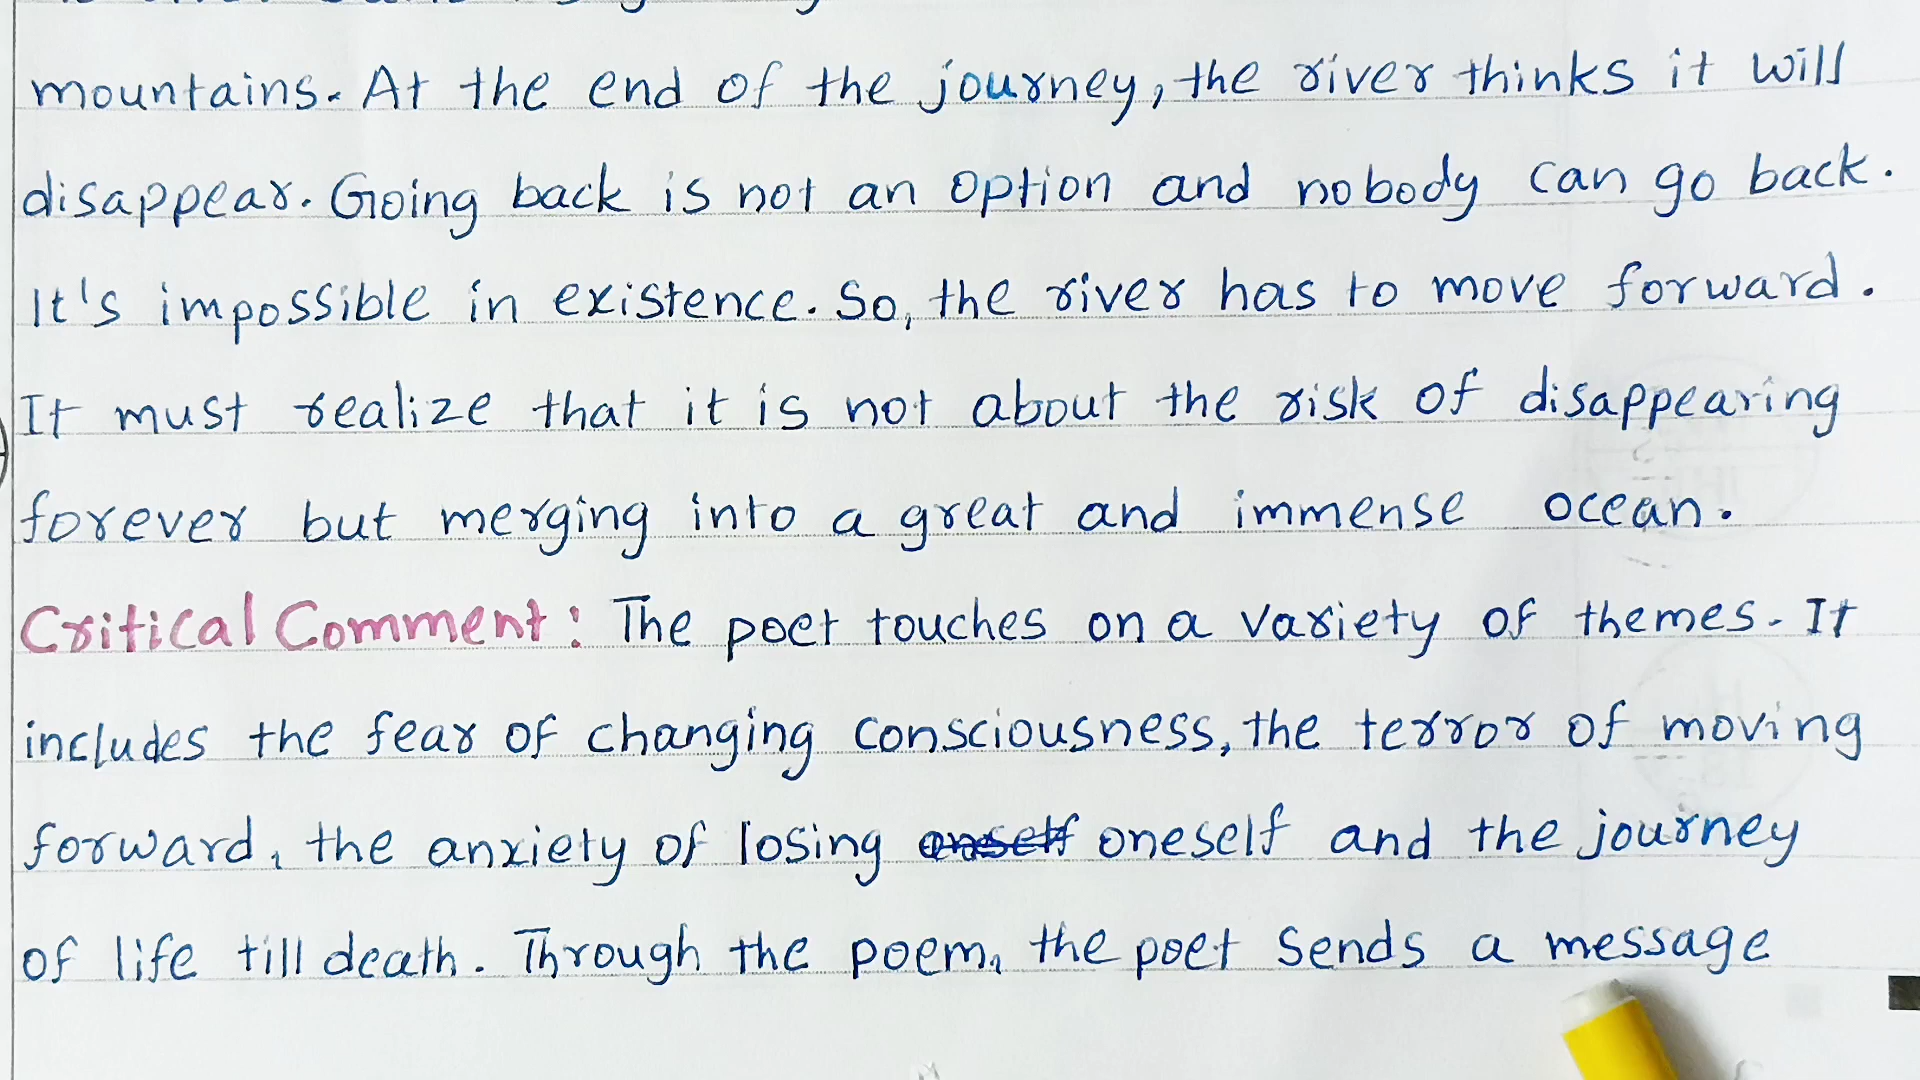 mountains. At the end of the journey, the river thinks it will
disappear. Going back is not an option and nobody can go back.
It's impossible in existence. So, the river has to move forward.
It must realize that it is not about the risk of disappearing
forever but merging into a great and immense ocean.
Critical Comment: The poet touches on a variety of themes. It
includes the fear of changing consciousness, the terror of moving
forward, the anxiety of losing oneself and the journey
of life till death. Through the poem, the poet sends a message